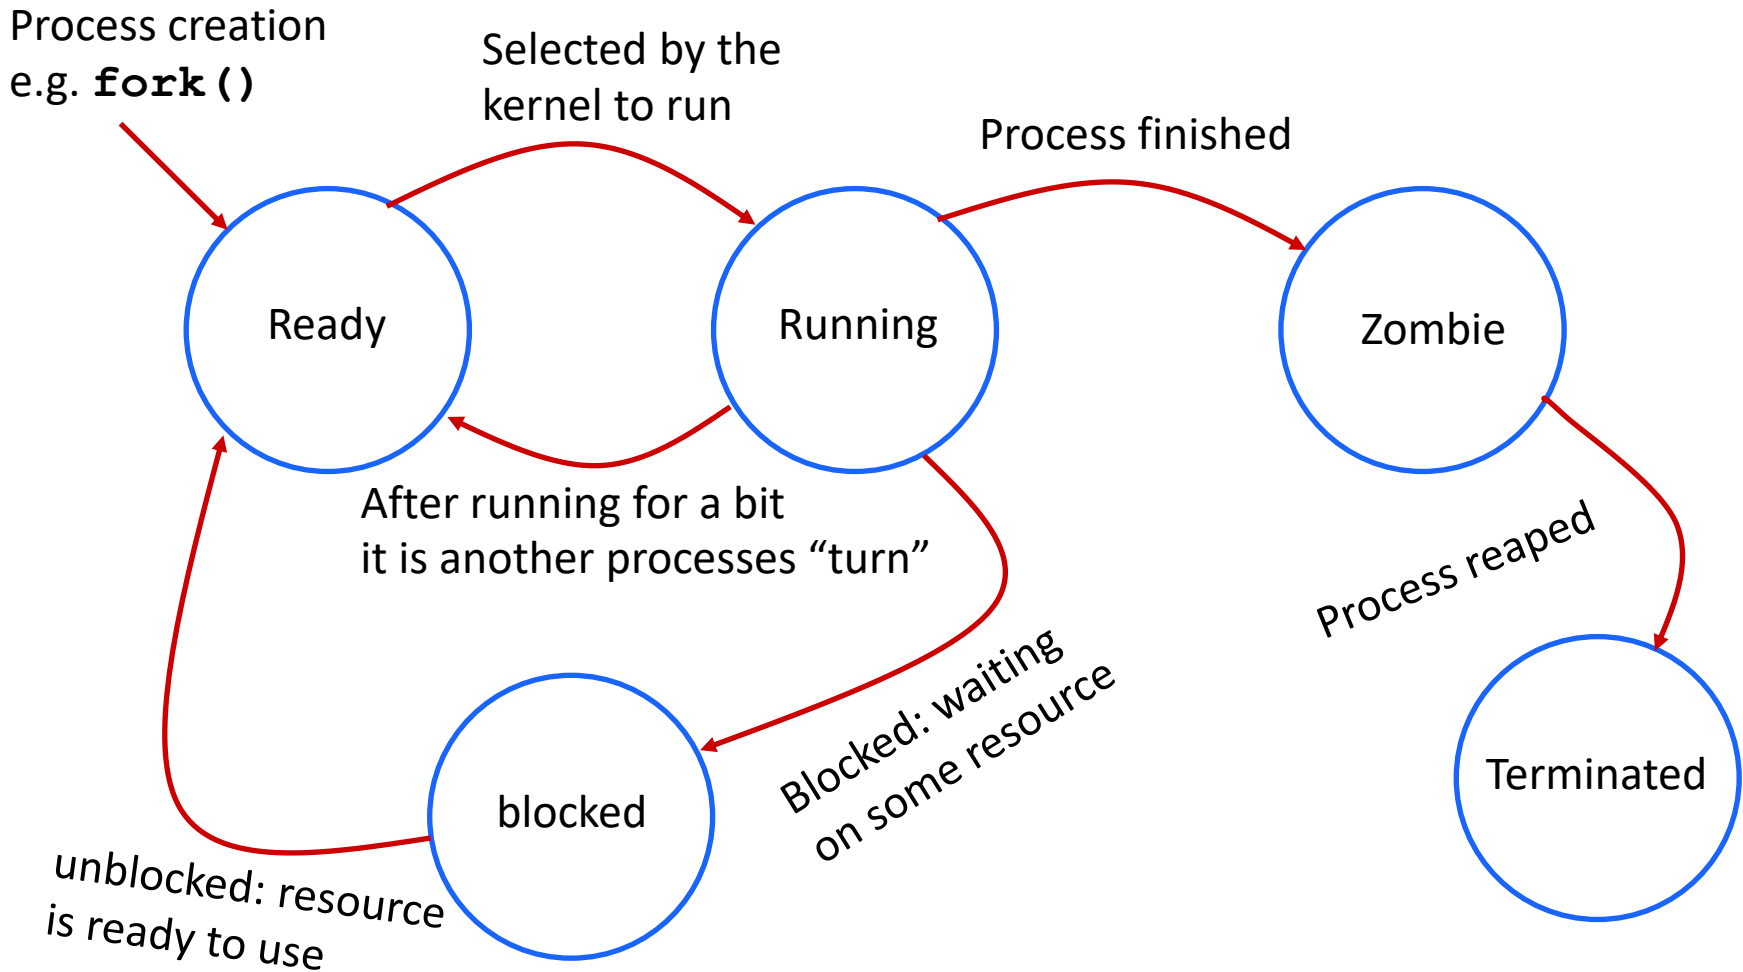 Process creation
e.g. fork()
Selected by the
kernel to run
Process finished
Ready
Running
Zombie
After running for a bit
it is another processes “turn”
Process reaped
Blocked: waiting
on some resource
Terminated
blocked
unblocked: resource
is ready to use